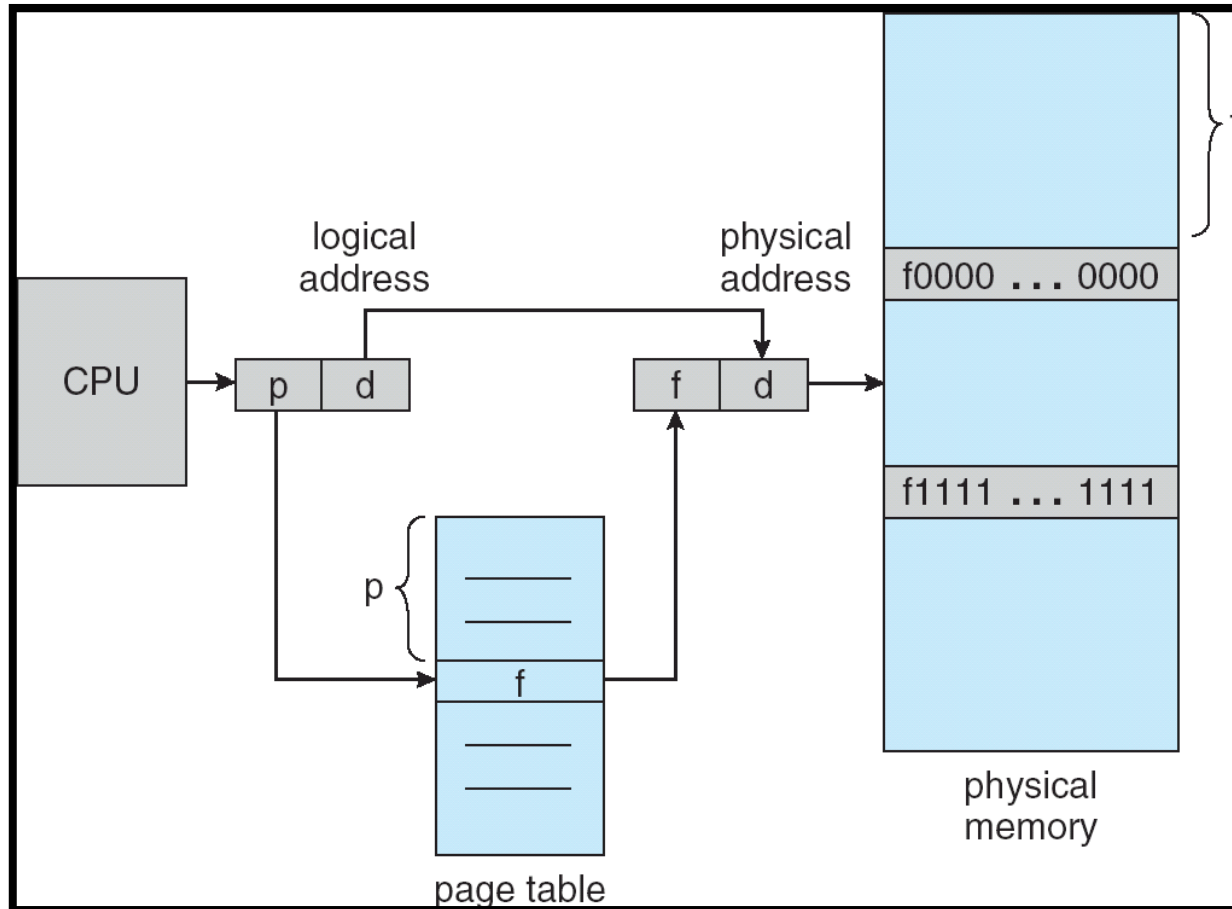 logical
address
physical
address
CPU
p d
f d
f0000 ... 0000
f1111 ... 1111
p
f
physical
memory
page table